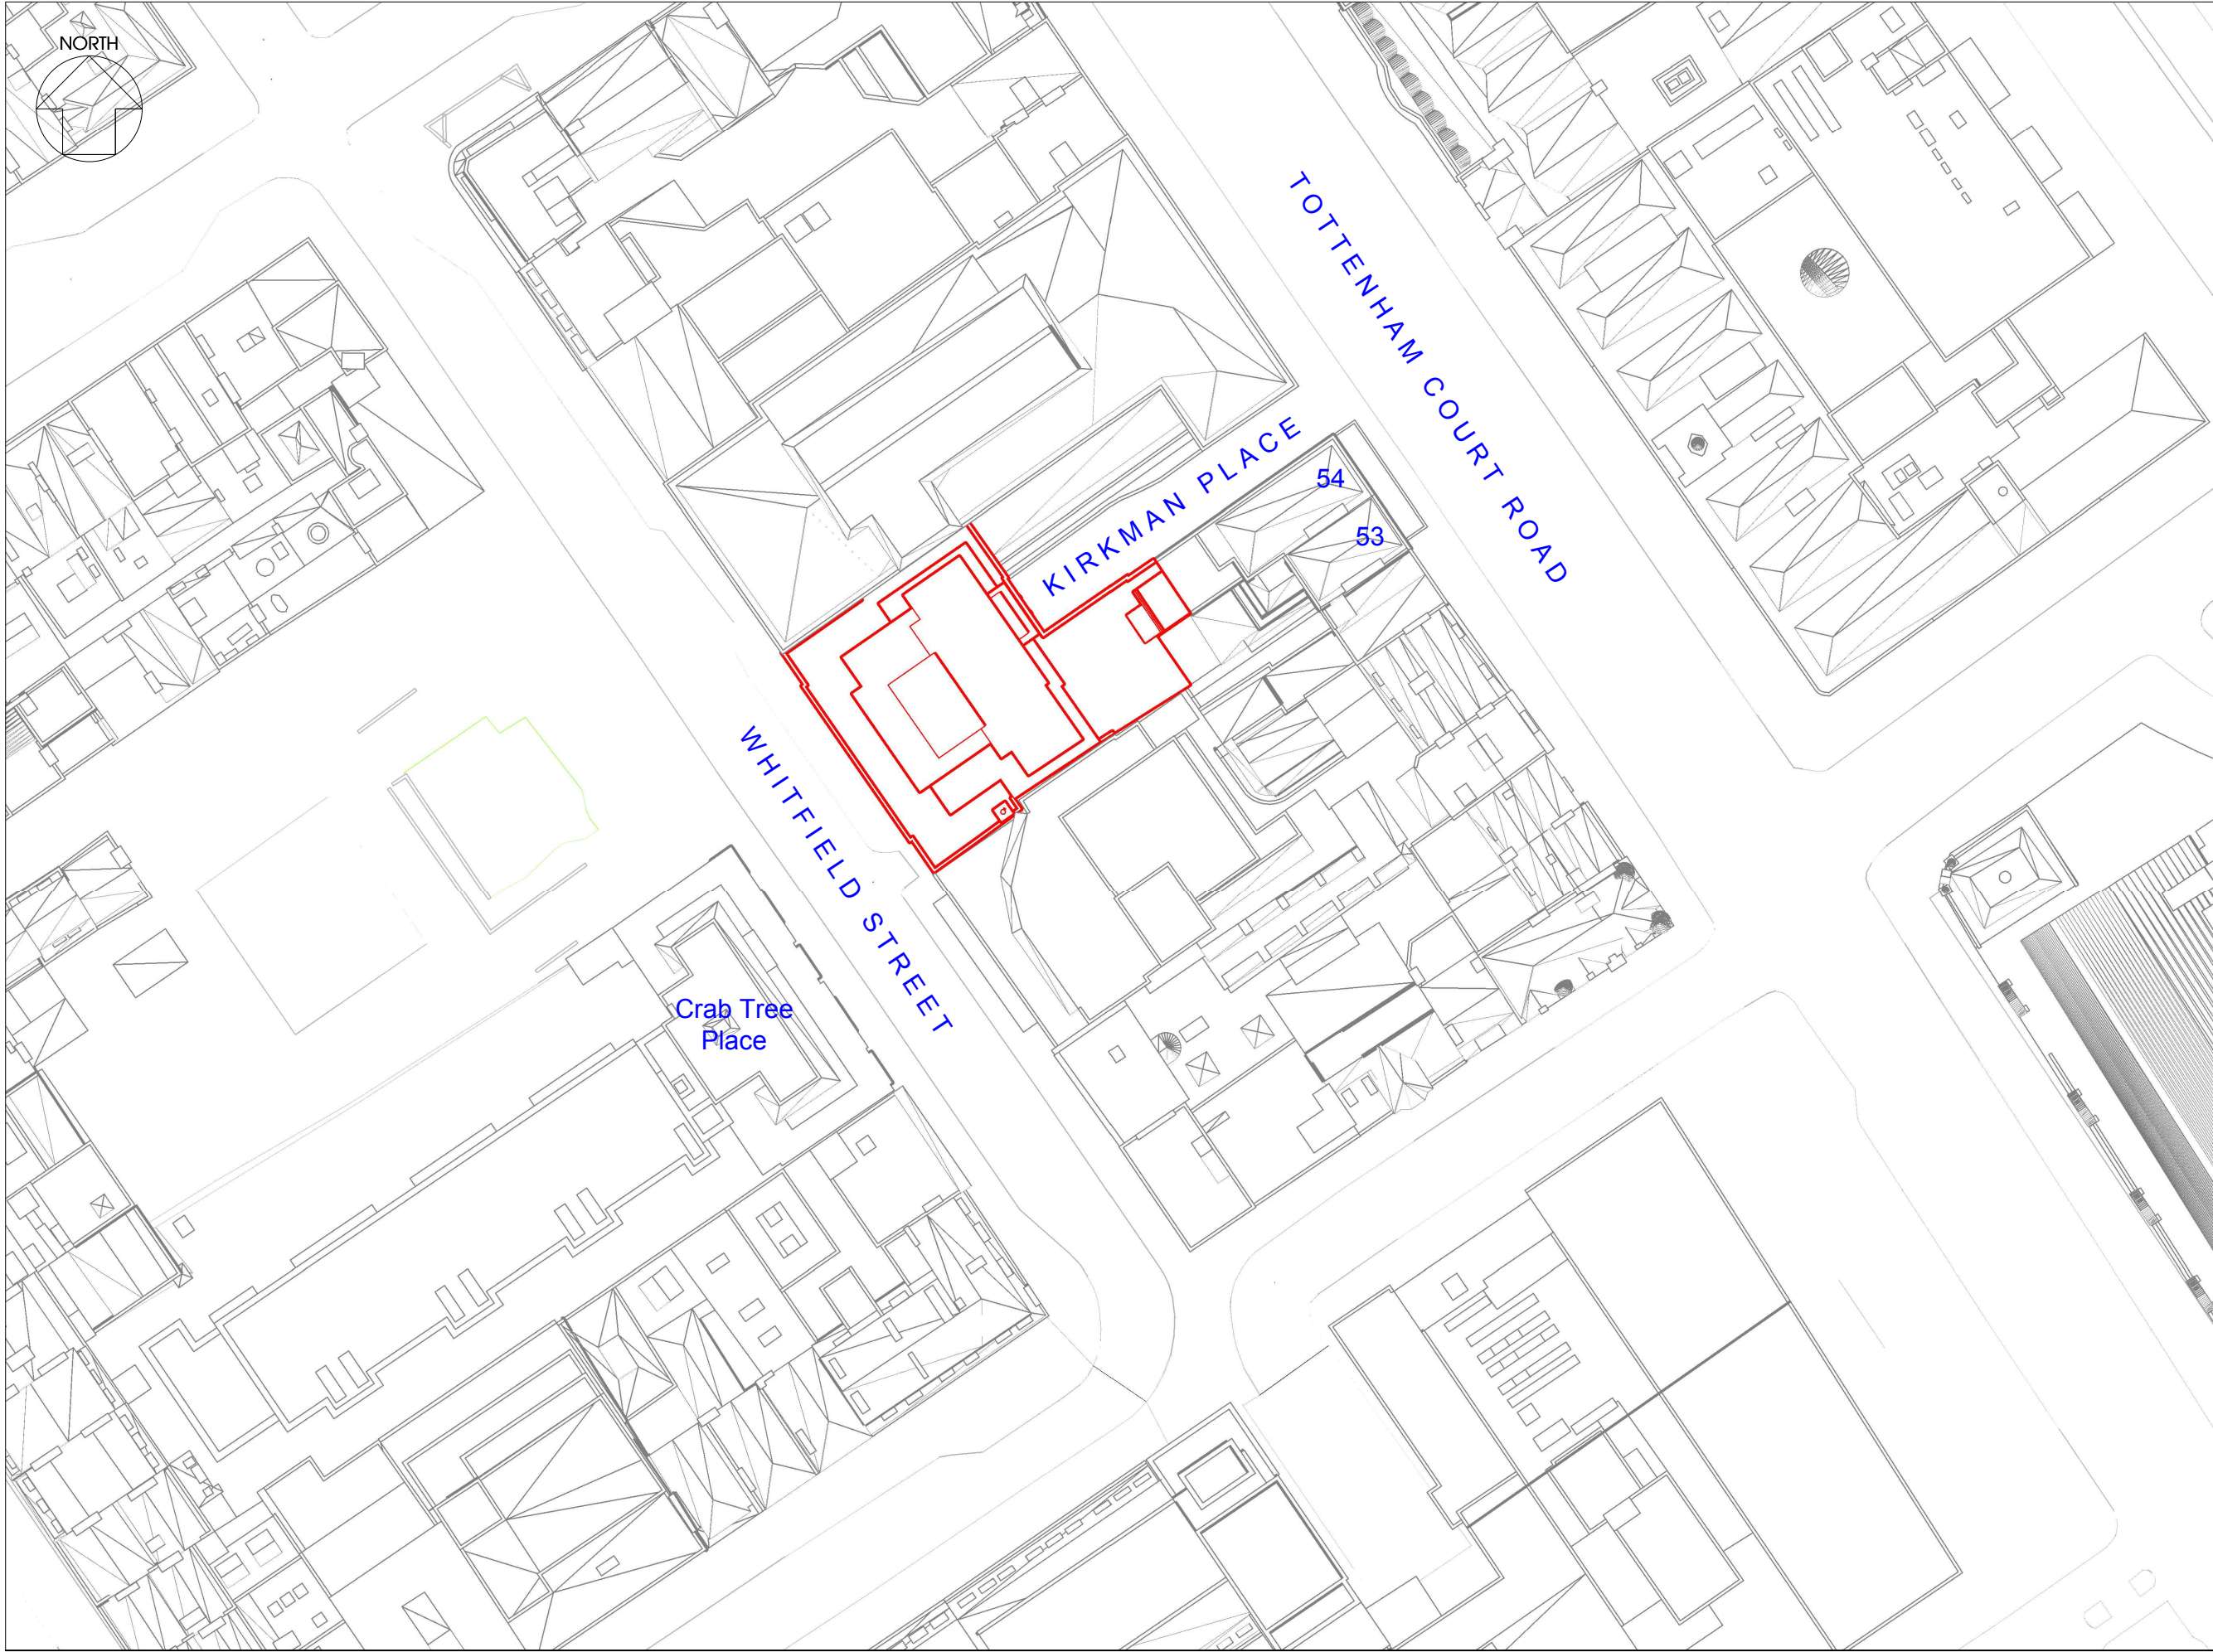 NORTH
TOTTENHAM COURT ROAD
KIRKMAN PLACE
54
53
WHITFIELD STREET
Crab Tree
Place